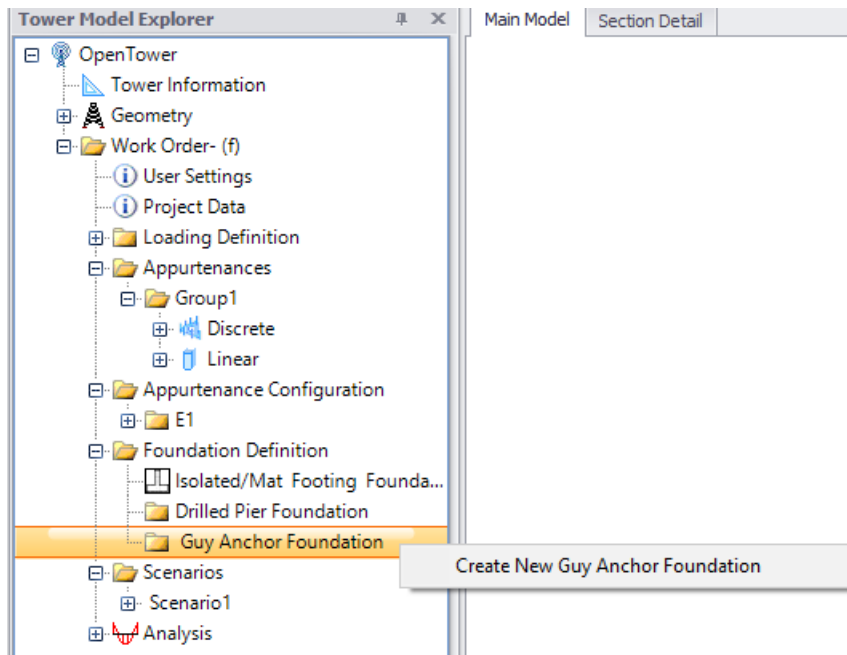 Tower Model Explorer
Main Model
Section Detail
OpenTower
Tower Information
Geometry
Work Order- (f)
User Settings
Project Data
Loading Definition
Appurtenances
Group1
Discrete
Linear
Appurtenance Configuration
E1
Foundation Definition
Isolated/Mat Footing Founda...
Drilled Pier Foundation
Guy Anchor Foundation
Create New Guy Anchor Foundation
Scenarios
Scenario1
Analysis